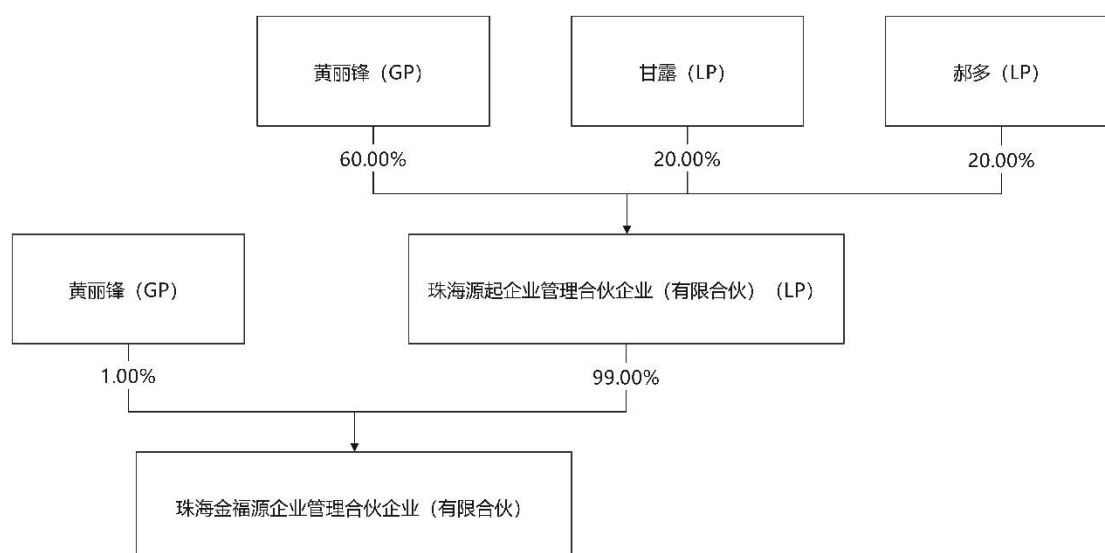 黄丽锋（GP）
甘露（LP）
郝多（LP）
60.00%
20.00%
20.00%
黄丽锋（GP）
珠海源起企业管理合伙企业（有限合伙）（LP）
1.00%
99.00%
珠海金福源企业管理合伙企业（有限合伙）